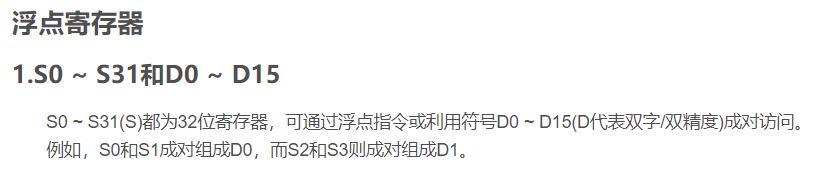 浮点寄存器
1.S0 ~ S31和D0 ~ D15
S0 ~ S31(S)都为32位寄存器，可通过浮点指令或利用符号D0 ~ D15(D代表双字/双精度)成对访问。
例如，S0和S1成对组成D0，而S2和S3则成对组成D1。